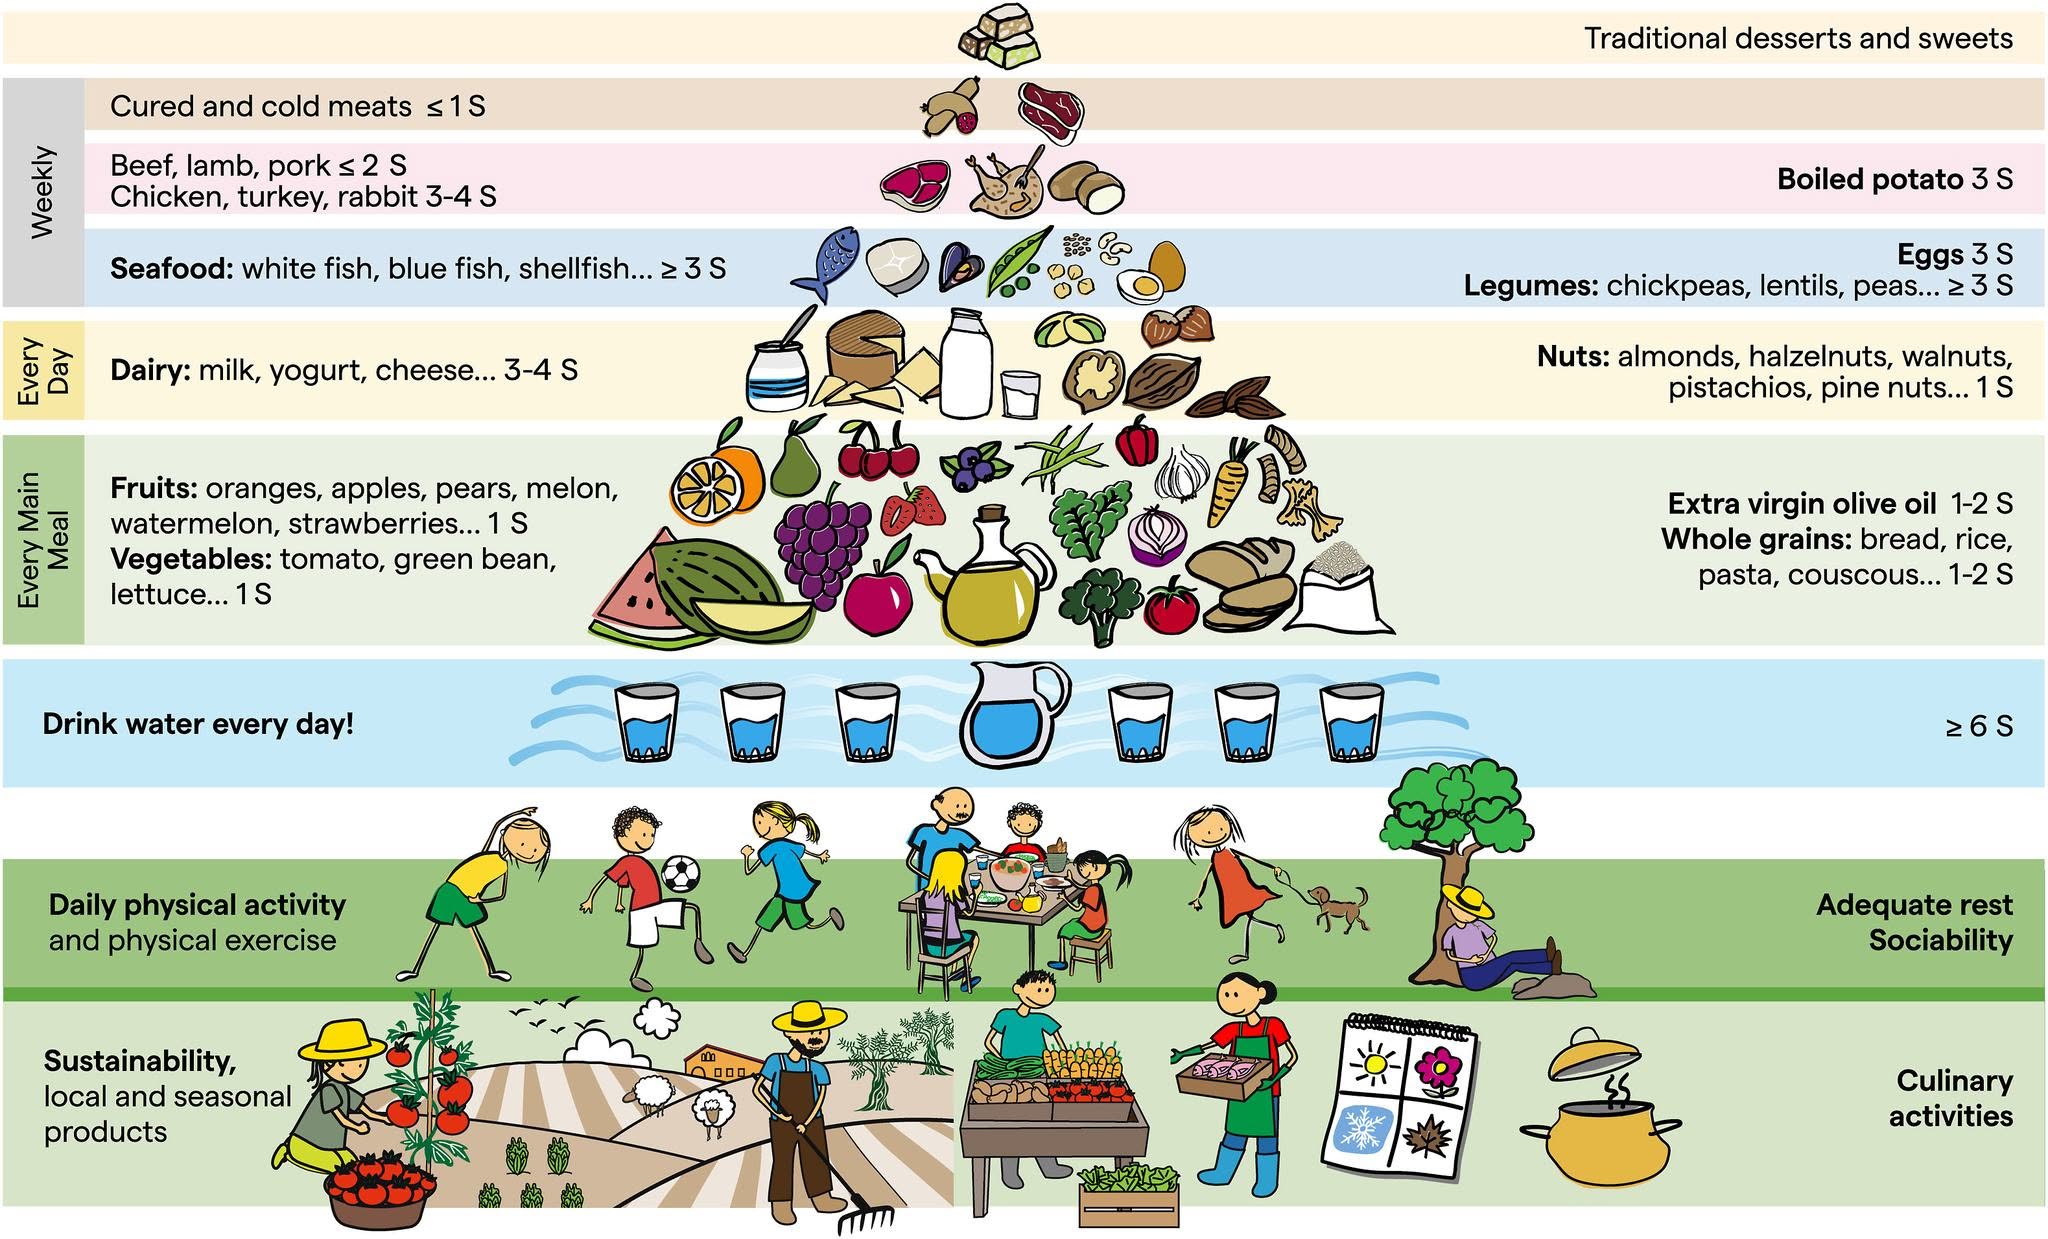 Traditional desserts and sweets
Weekly
Cured and cold meats ≤ 1 S
Beef, lamb, pork ≤ 2 S
Chicken, turkey, rabbit 3-4 S
Boiled potato 3 S
Seafood: white fish, blue fish, shellfish... ≥ 3 S
Eggs 3 S
Legumes: chickpeas, lentils, peas... ≥ 3 S
Every
Day
Dairy: milk, yogurt, cheese... 3-4 S
Nuts: almonds, halzelnuts, walnuts,
pistachios, pine nuts... 1 S
Every Main
Meal
Fruits: oranges, apples, pears, melon,
watermelon, strawberries... 1 S
Vegetables: tomato, green bean,
lettuce... 1 S
Extra virgin olive oil 1-2 S
Whole grains: bread, rice,
pasta, couscous... 1-2 S
Drink water every day!
≥ 6 S
Daily physical activity
and physical exercise
Adequate rest
Sociability
Sustainability,
local and seasonal
products
Culinary
activities